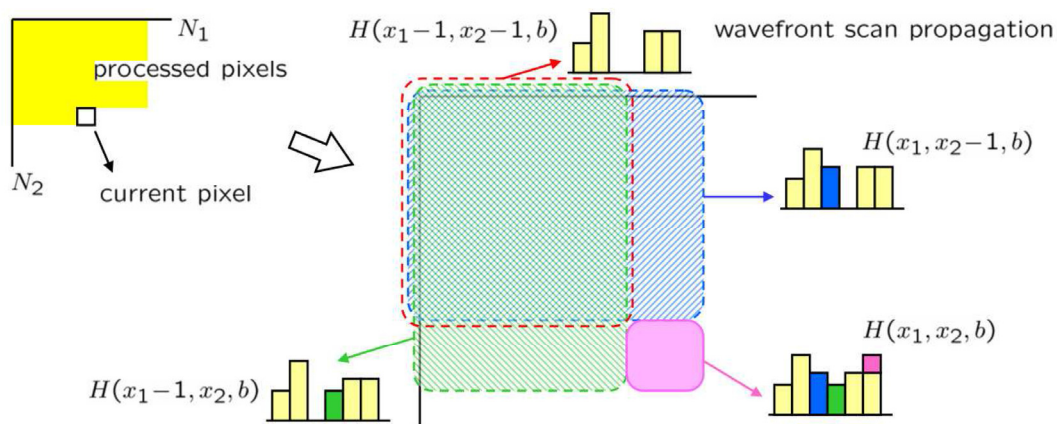 N₁
processed pixels
N₂
current pixel
H(x₁−1, x₂−1, b)
wavefront scan propagation
H(x₁, x₂−1, b)
H(x₁−1, x₂, b)
H(x₁, x₂, b)